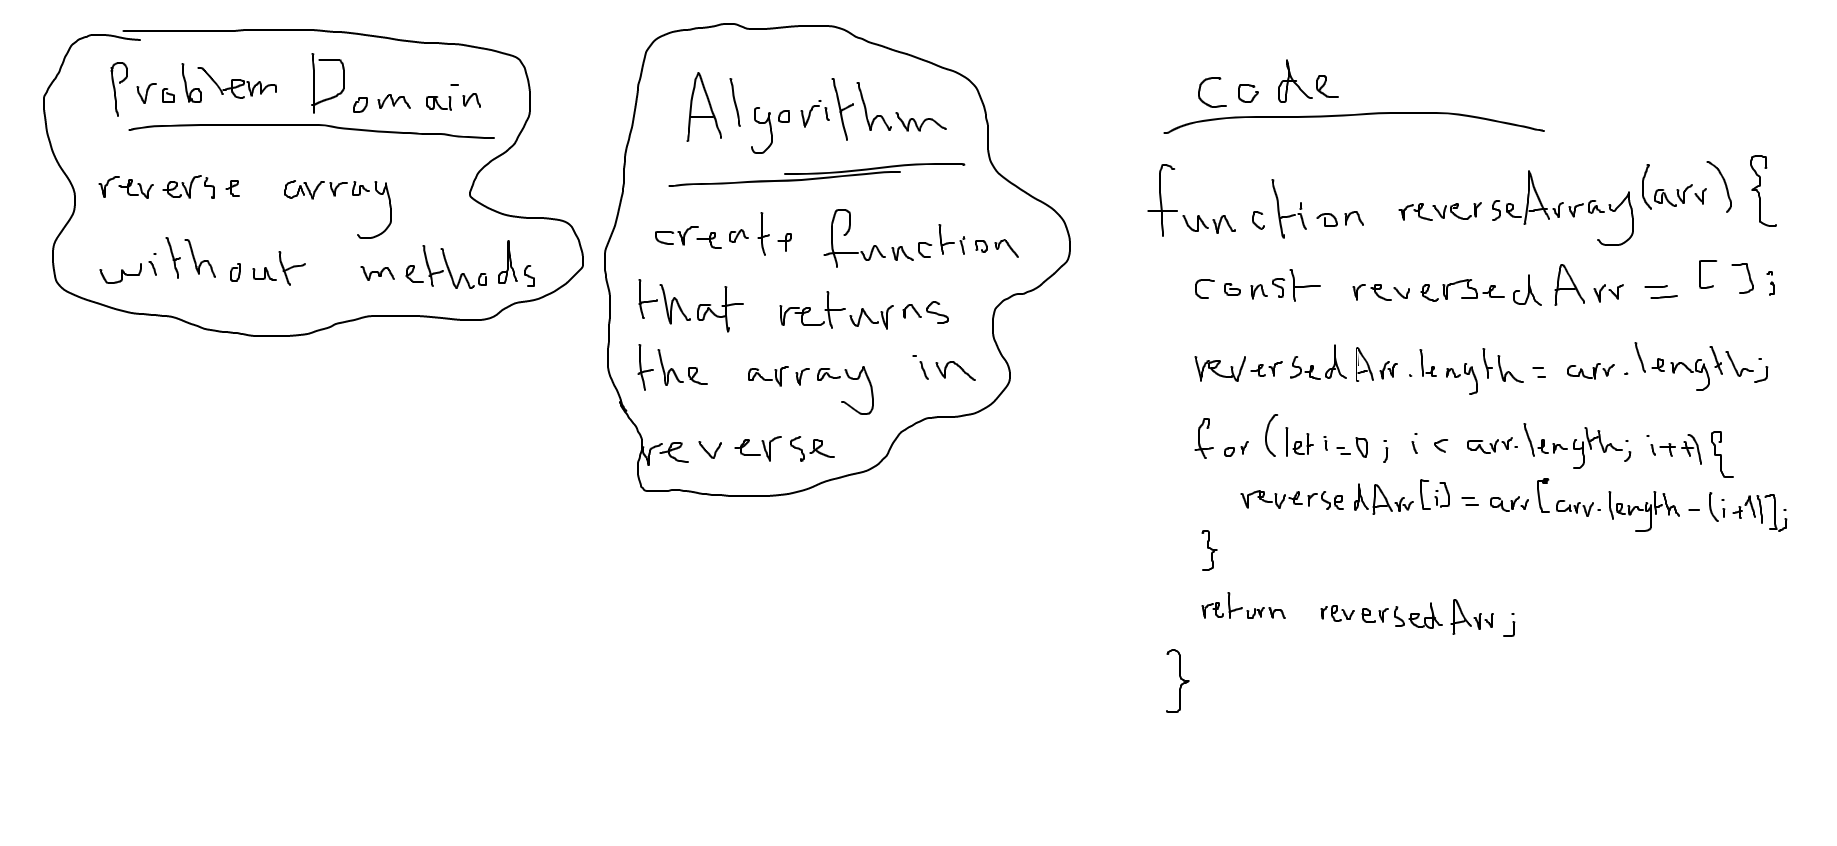 Problem Domain
reverse array
without methods
Algorithm
create function
that returns
the array in
reverse
code
function reverseArray(arr) {
const reversedArr = [];
reversedArr.length = arr.length;
for (let i=0; i < arr.length; i++) {
reversedArr[i] = arr[arr.length-(i+1)];
}
return reversedArr;
}